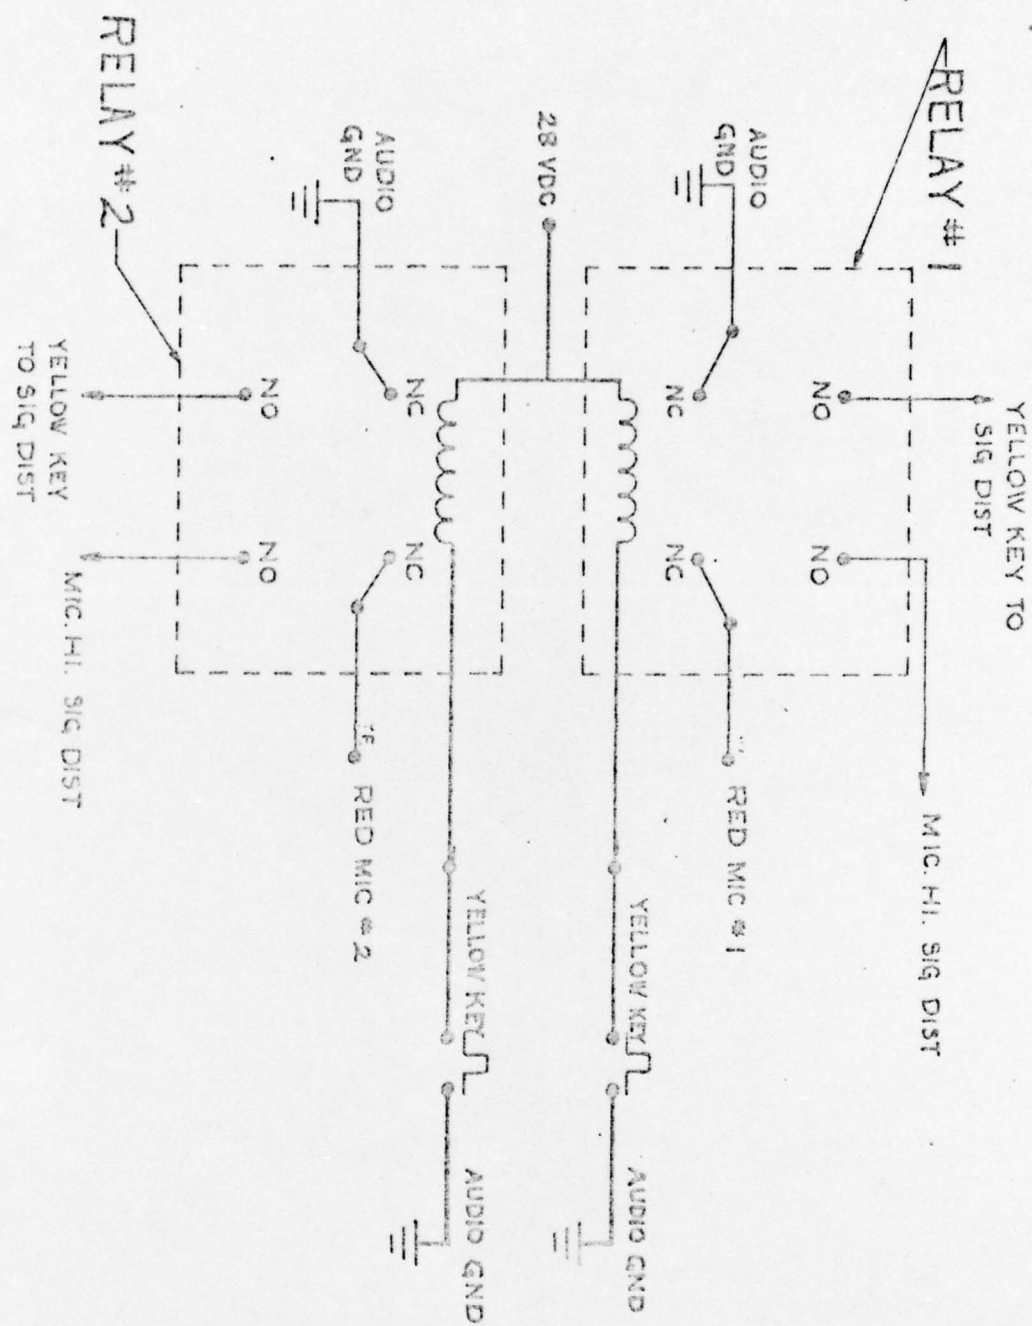 RELAY #1
YELLOW KEY TO
SIG DIST
MIC. HI. SIG DIST
AUDIO
GND
NO
NO
NC
NC
RED MIC #1
28 VDC
YELLOW KEY
AUDIO GND
YELLOW KEY
AUDIO GND
AUDIO
GND
NC
NC
RED MIC #2
NO
NO
RELAY #2
YELLOW KEY
TO SIG DIST
MIC. HI. SIG DIST